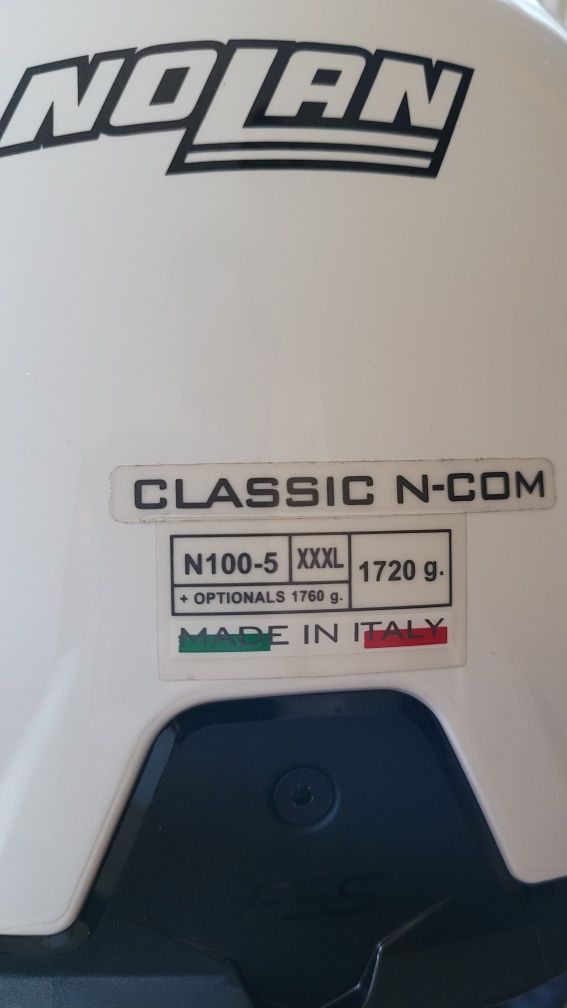 NOLAN
CLASSIC N-COM
N100-5 XXXL 1720 g.
+ OPTIONALS 1760 g.
MADE IN ITALY